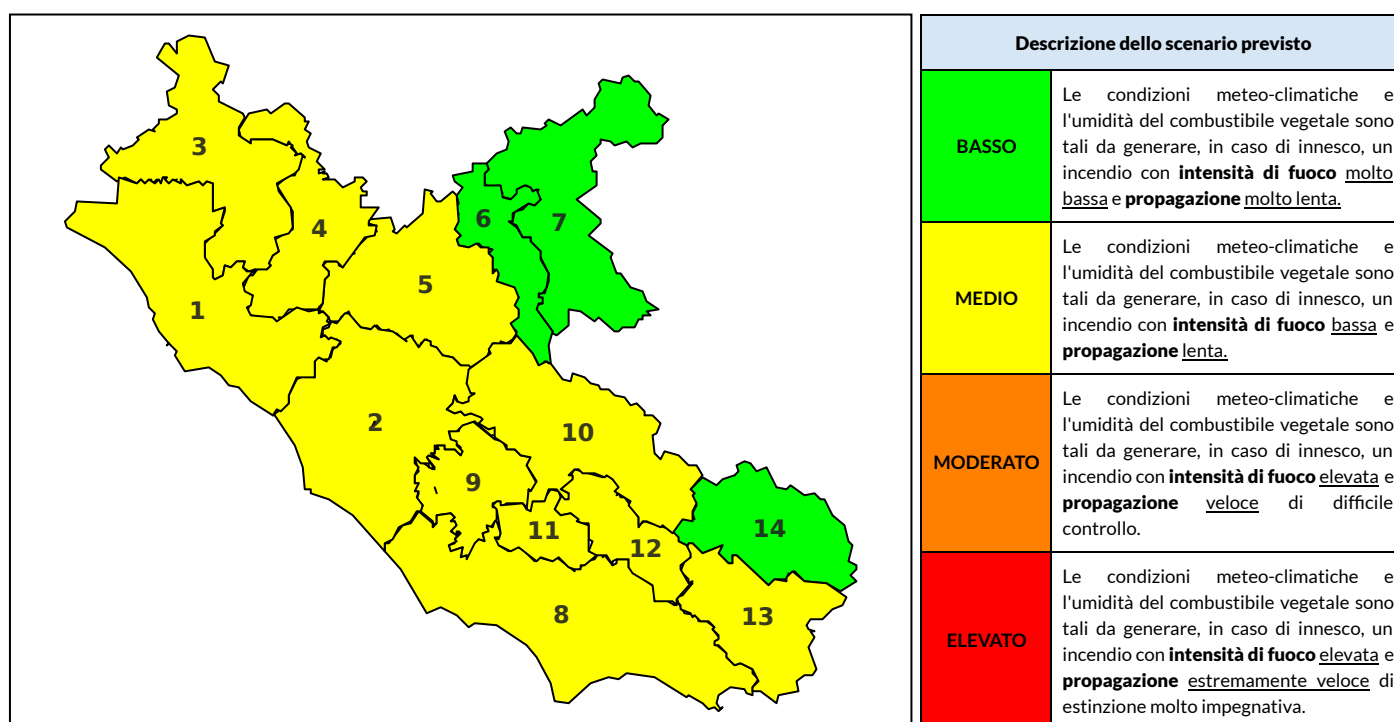 3
4
6
7
5
1
2
10
9
11
12
14
8
13
Descrizione dello scenario previsto
BASSO
Le condizioni meteo-climatiche e
l'umidità del combustibile vegetale sono
tali da generare, in caso di innesco, un
incendio con intensità di fuoco molto
bassa e propagazione molto lenta.
MEDIO
Le condizioni meteo-climatiche e
l'umidità del combustibile vegetale sono
tali da generare, in caso di innesco, un
incendio con intensità di fuoco bassa e
propagazione lenta.
MODERATO
Le condizioni meteo-climatiche e
l'umidità del combustibile vegetale sono
tali da generare, in caso di innesco, un
incendio con intensità di fuoco elevata e
propagazione veloce di difficile
controllo.
ELEVATO
Le condizioni meteo-climatiche e
l'umidità del combustibile vegetale sono
tali da generare, in caso di innesco, un
incendio con intensità di fuoco elevata e
propagazione estremamente veloce di
estinzione molto impegnativa.